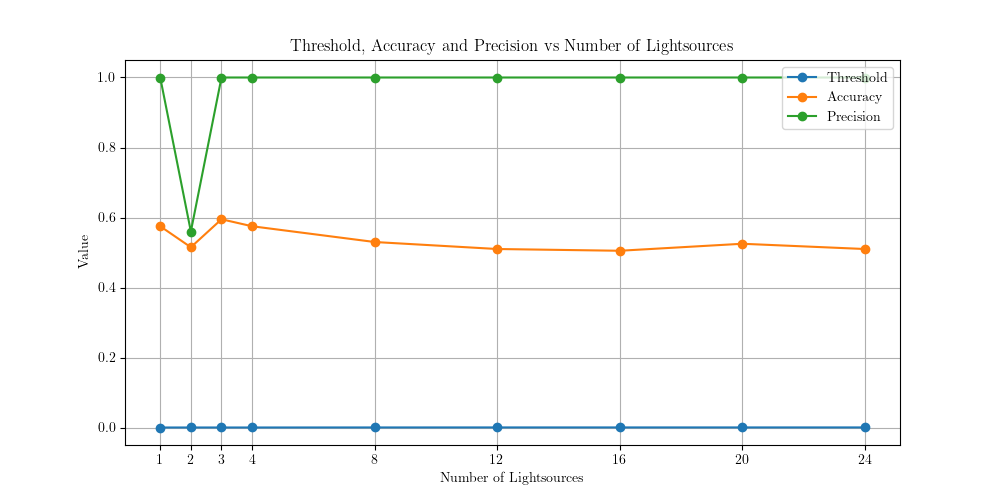 Threshold, Accuracy and Precision vs Number of Lightsources
1.0
0.8
0.6
0.4
0.2
0.0
Value
Threshold
Accuracy
Precision
1 2 3 4 8 12 16 20 24
Number of Lightsources